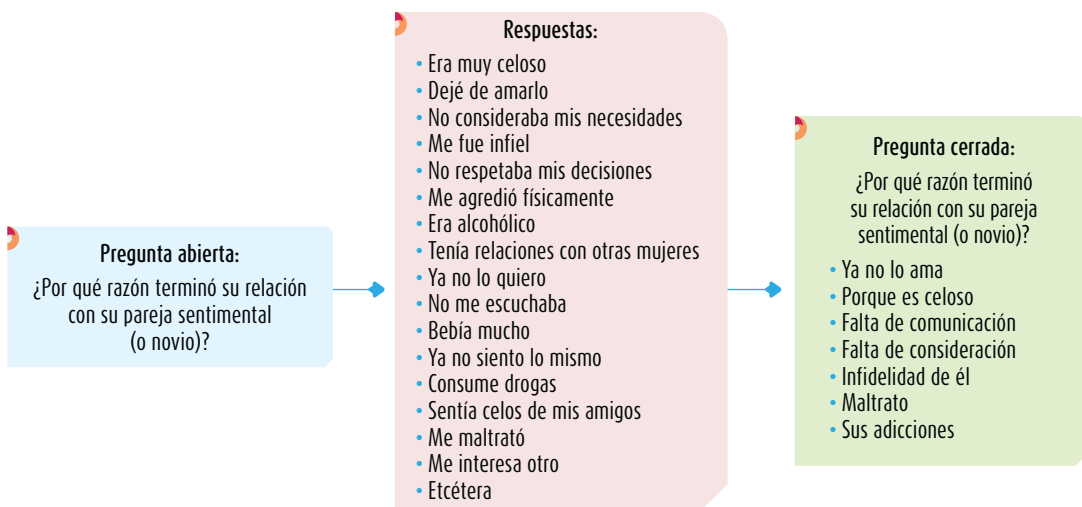 Pregunta abierta:
¿Por qué razón terminó su relación
con su pareja sentimental
(o novio)?
Respuestas:
• Era muy celoso
• Dejé de amarlo
• No consideraba mis necesidades
• Me fue infiel
• No respetaba mis decisiones
• Me agredió físicamente
• Era alcohólico
• Tenía relaciones con otras mujeres
• Ya no lo quiero
• No me escuchaba
• Bebía mucho
• Ya no siento lo mismo
• Consume drogas
• Sentía celos de mis amigos
• Me maltrató
• Me interesa otro
• Etcétera
Pregunta cerrada:
¿Por qué razón terminó
su relación con su pareja
sentimental (o novio)?
• Ya no lo ama
• Porque es celoso
• Falta de comunicación
• Falta de consideración
• Infidelidad de él
• Maltrato
• Sus adicciones